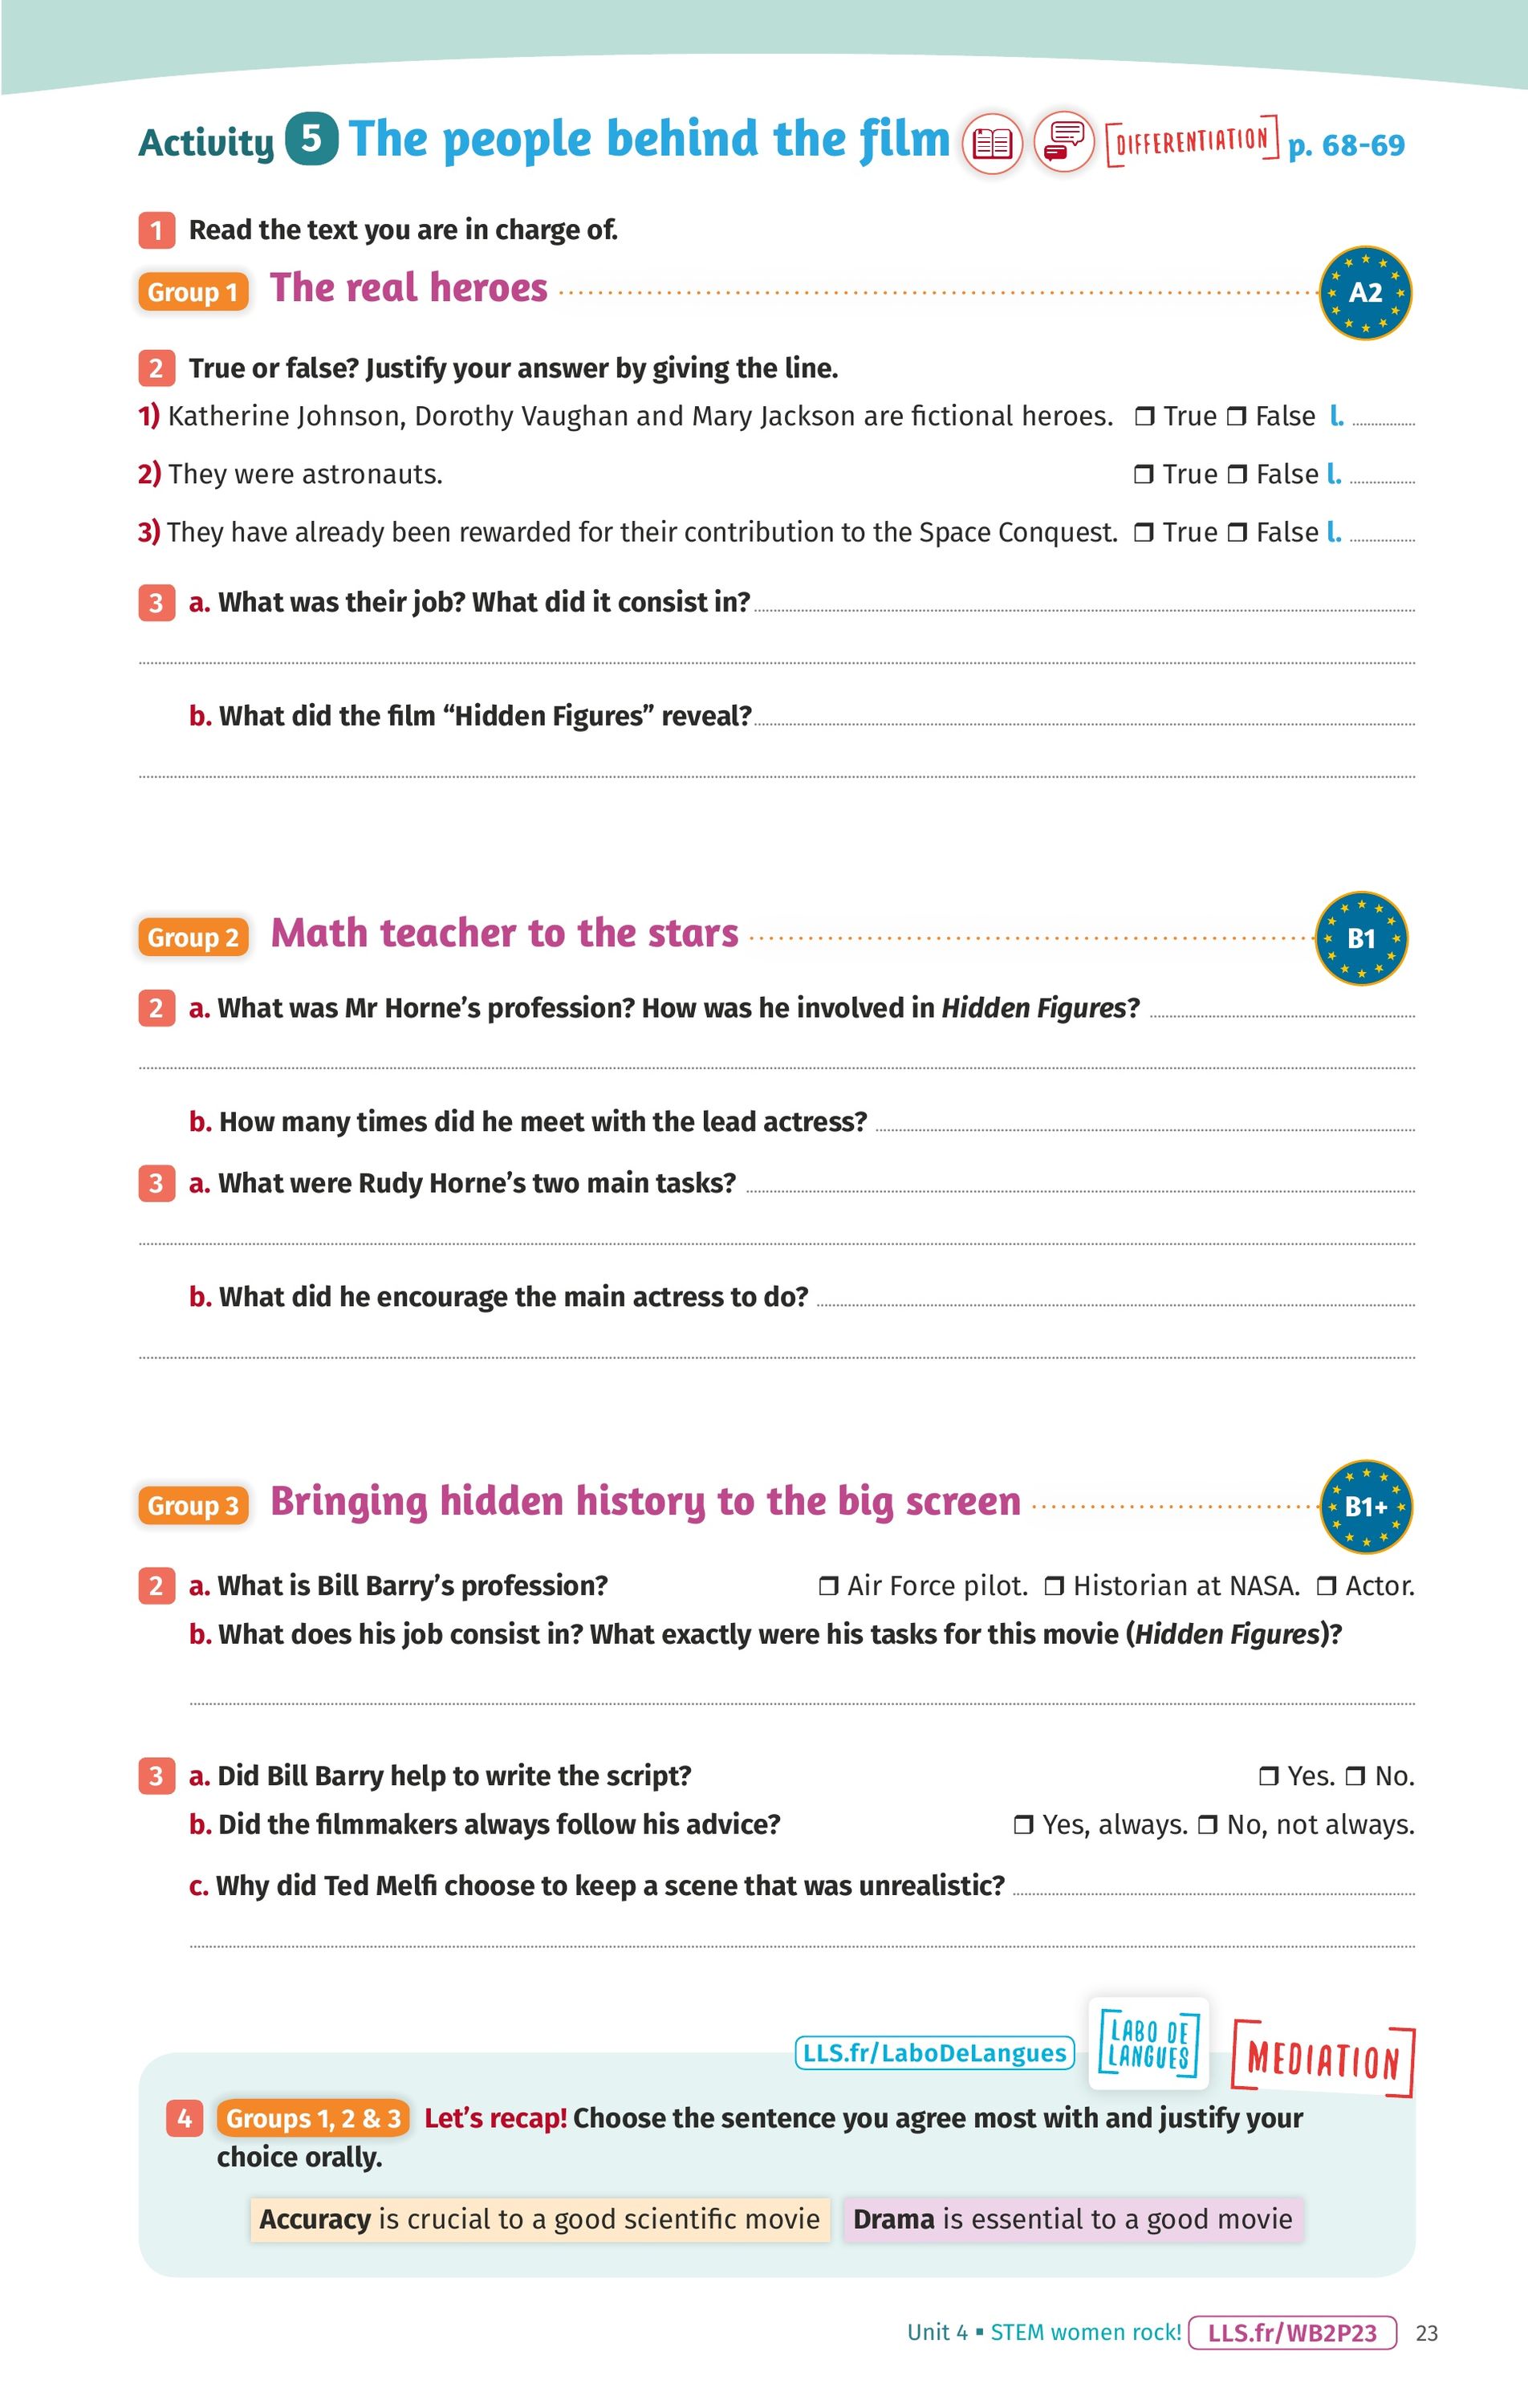 Activity 5 The people behind the film [DIFFERENTIATION] p. 68-69
1 Read the text you are in charge of.
Group 1 The real heroes A2
2 True or false? Justify your answer by giving the line.
1) Katherine Johnson, Dorothy Vaughan and Mary Jackson are fictional heroes. ❒ True ❒ False l. ............
2) They were astronauts. ❒ True ❒ False l. ............
3) They have already been rewarded for their contribution to the Space Conquest. ❒ True ❒ False l. ............
3 a. What was their job? What did it consist in?
b. What did the film “Hidden Figures” reveal?
Group 2 Math teacher to the stars B1
2 a. What was Mr Horne’s profession? How was he involved in Hidden Figures?
b. How many times did he meet with the lead actress?
3 a. What were Rudy Horne’s two main tasks?
b. What did he encourage the main actress to do?
Group 3 Bringing hidden history to the big screen B1+
2 a. What is Bill Barry’s profession? ❒ Air Force pilot. ❒ Historian at NASA. ❒ Actor.
b. What does his job consist in? What exactly were his tasks for this movie (Hidden Figures)?
3 a. Did Bill Barry help to write the script? ❒ Yes. ❒ No.
b. Did the filmmakers always follow his advice? ❒ Yes, always. ❒ No, not always.
c. Why did Ted Melfi choose to keep a scene that was unrealistic?
LLS.fr/LaboDeLangues
LABO DE
LANGUES
MEDIATION
4 Groups 1, 2 & 3 Let’s recap! Choose the sentence you agree most with and justify your
choice orally.
Accuracy is crucial to a good scientific movie Drama is essential to a good movie
Unit 4 ▪ STEM women rock! LLS.fr/WB2P23 23